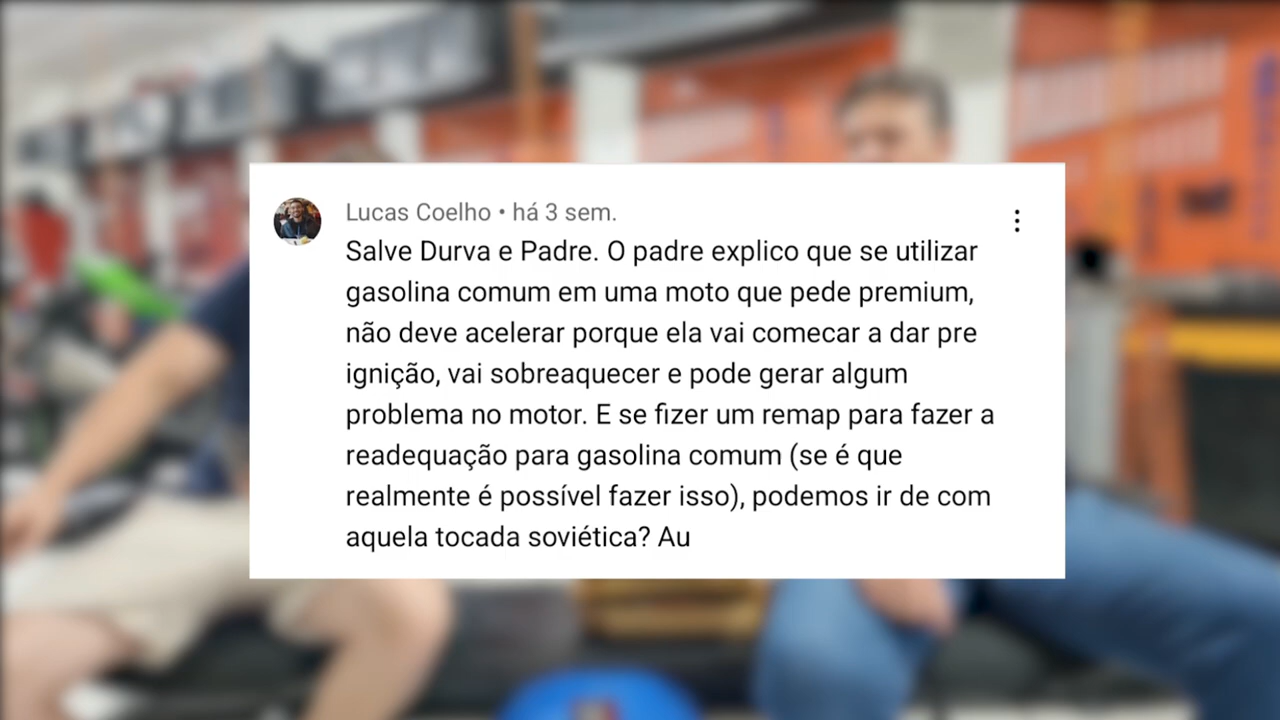 Lucas Coelho • há 3 sem.
Salve Durva e Padre. O padre explico que se utilizar
gasolina comum em uma moto que pede premium,
não deve acelerar porque ela vai comecar a dar pre
ignição, vai sobreaquecer e pode gerar algum
problema no motor. E se fizer um remap para fazer a
readequação para gasolina comum (se é que
realmente é possível fazer isso), podemos ir de com
aquela tocada soviética? Au